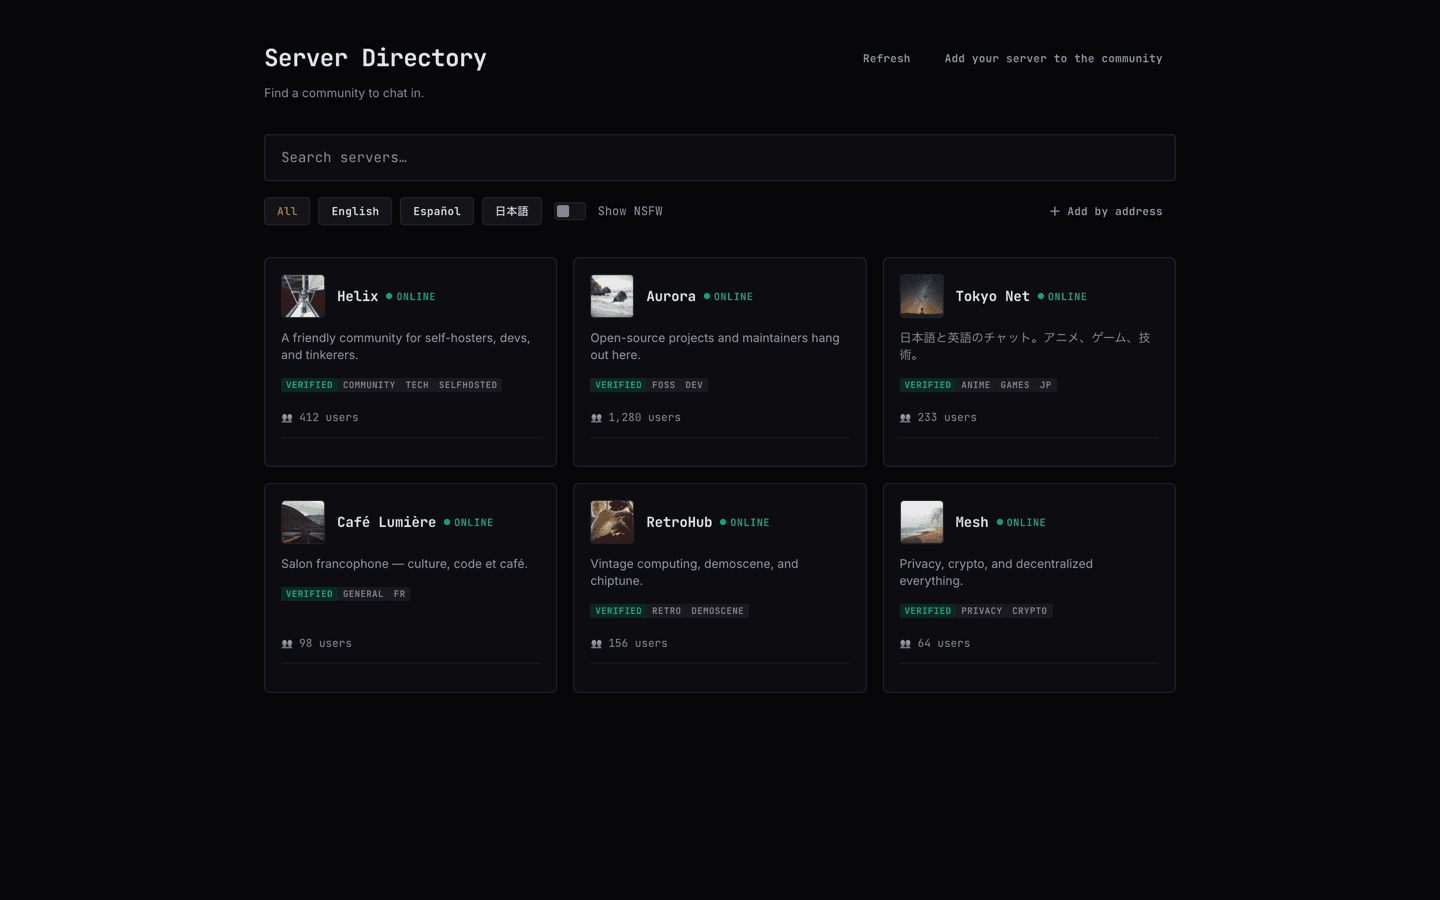 Server Directory
Refresh
Add your server to the community
Find a community to chat in.
Search servers…
All
English
Español
日本語
Show NSFW
+ Add by address
Helix
ONLINE
A friendly community for self-hosters, devs,
and tinkerers.
VERIFIED COMMUNITY TECH SELFHOSTED
412 users
Aurora
ONLINE
Open-source projects and maintainers hang
out here.
VERIFIED FOSS DEV
1,280 users
Tokyo Net
ONLINE
日本語と英語のチャット。アニメ、ゲーム、技
術。
VERIFIED ANIME GAMES JP
233 users
Café Lumière
ONLINE
Salon francophone — culture, code et café.
VERIFIED GENERAL FR
98 users
RetroHub
ONLINE
Vintage computing, demoscene, and
chiptune.
VERIFIED RETRO DEMOSCENE
156 users
Mesh
ONLINE
Privacy, crypto, and decentralized
everything.
VERIFIED PRIVACY CRYPTO
64 users